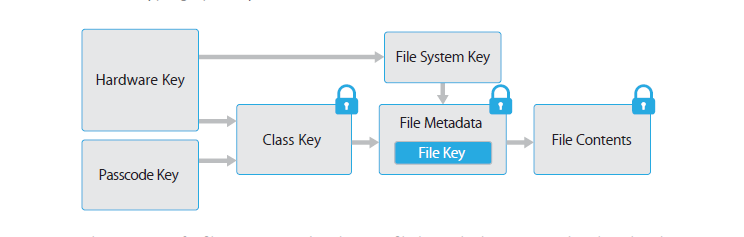 Hardware Key
File System Key
File Metadata
Class Key
File Key
File Contents
Passcode Key